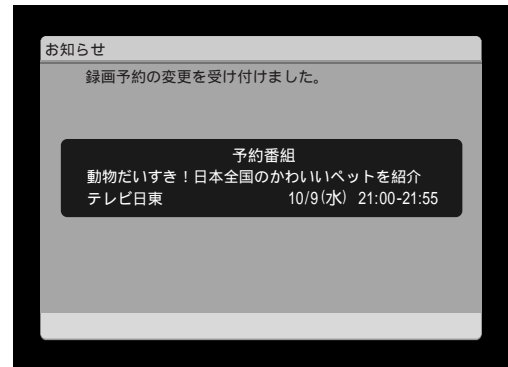 お知らせ
録画予約の変更を受け付けました。
予約番組
動物だいすき！日本全国のかわいいペットを紹介
テレビ日東 10/9(水) 21:00-21:55